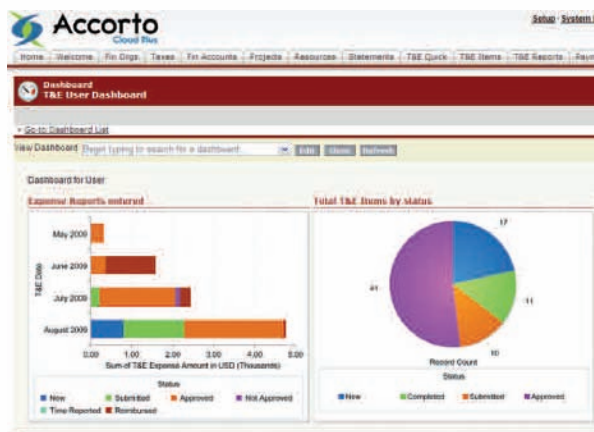 Accorto
Cloud Plus
Setup · System
Home Welcome Fin Orgs Taxes Fin Accounts Projects Resources Statements T&E Quick T&E Items T&E Reports
Dashboard
T&E User Dashboard
Go to Dashboard List
View Dashboard Begin typing to search for a dashboard Edit Clone Refresh
Dashboard for User
Expense Reports entered
Total T&E Items by status
May 2009
June 2009
July 2009
August 2009
T&E Date
0.00 1.00 2.00 3.00 4.00 5.00
Sum of T&E Expense Amount in USD (Thousands)
Status
New Submitted Approved Not Approved
Time Reported Reimbursed
17
11
10
41
Record Count
Status
New Completed Submitted Approved